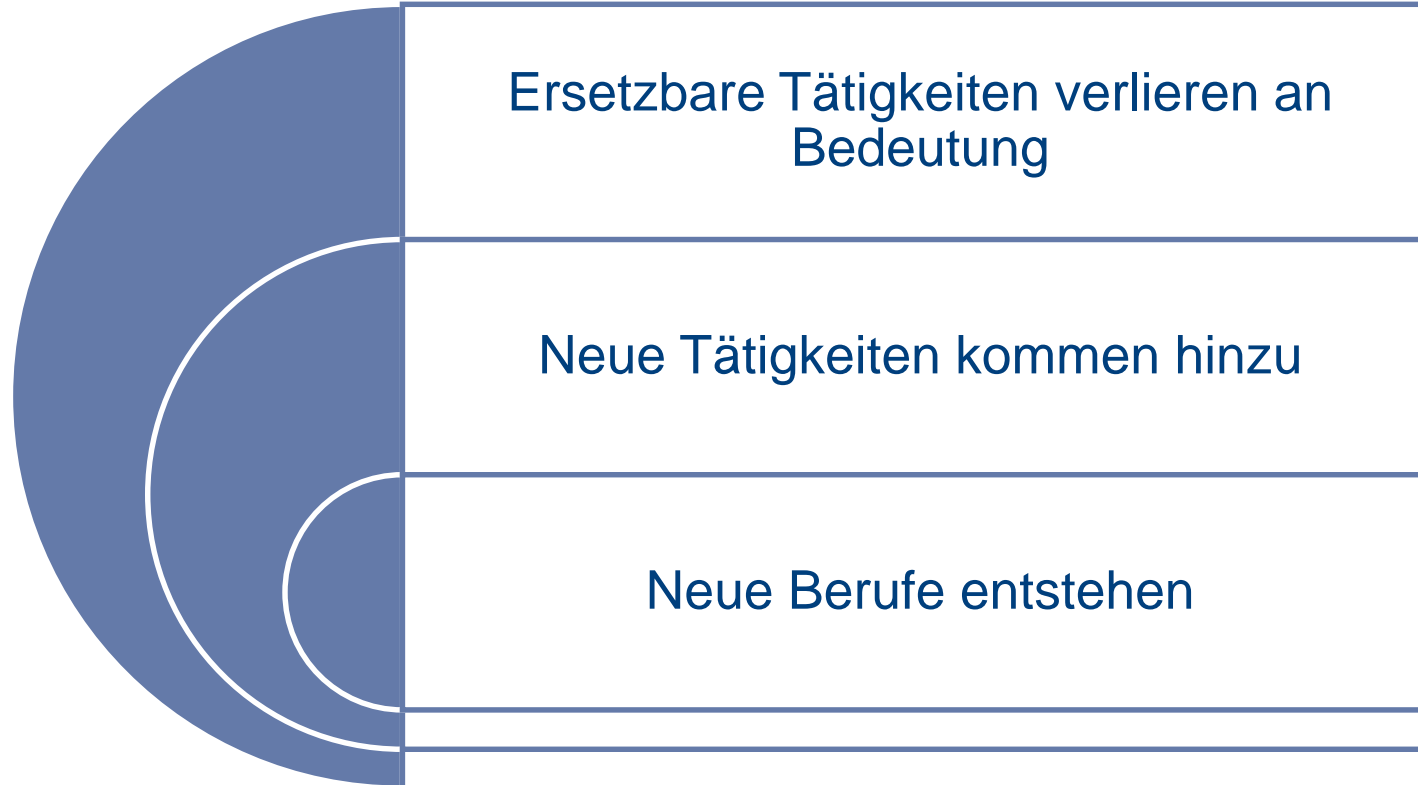 Ersetzbare Tätigkeiten verlieren an
Bedeutung
Neue Tätigkeiten kommen hinzu
Neue Berufe entstehen